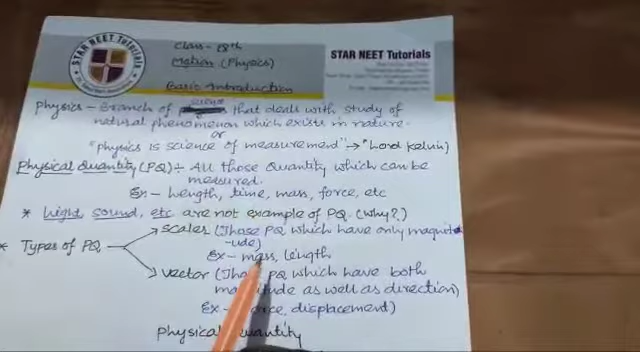 STAR NEET Tutorials
Class - 9th
Motion (Physics)
STAR NEET Tutorials
Basic Introduction
Physics - Branch of science that deals with study of
natural phenomenon which exists in nature.
or
"Physics is science of measurement" → "Lord Kelvin)
Physical Quantity (PQ) ÷ All those Quantity which can be
measured.
Ex - Length, time, mass, force, etc
* Light, sound, etc are not example of PQ. (Why?)
→ scaler (Those PQ which have only magnit
-ude)
* Types of PQ
Ex - mass, length
→ vector (Those PQ which have both
magnitude as well as direction)
Ex - force, displacement)
Physical Quantity